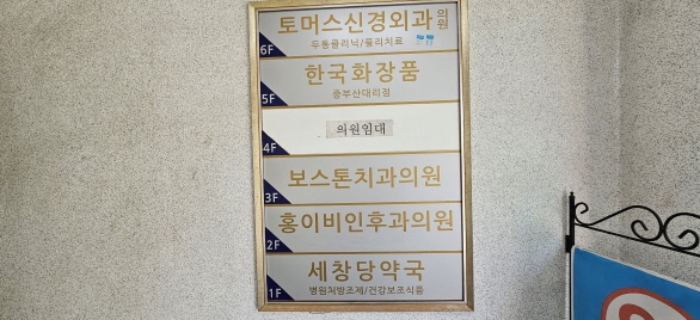 토머스신경외과의원
두통클리닉/물리치료
6F
한국화장품
중부산대리점
5F
의원임대
4F
보스톤치과의원
3F
홍이비인후과의원
2F
세창당약국
병원처방조제/건강보조식품
1F